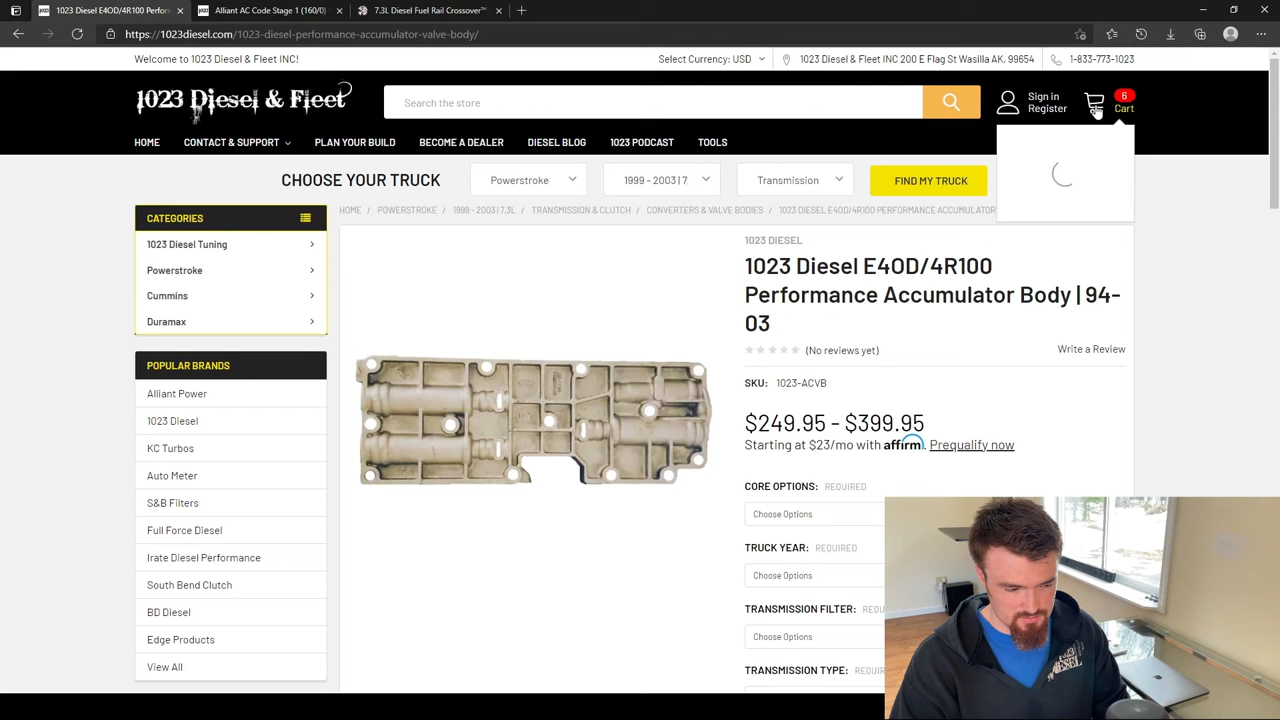 1023 Diesel E4OD/4R100 Perform
Alliant AC Code Stage 1 (160/0) |
7.3L Diesel Fuel Rail Crossover™
https://1023diesel.com/1023-diesel-performance-accumulator-valve-body/
Welcome to 1023 Diesel & Fleet INC!
Select Currency: USD
1023 Diesel & Fleet INC 200 E Flag St Wasilla AK, 99654
1-833-773-1023
1023 Diesel & Fleet
Search the store
Sign in
Register
6
Cart
HOME
CONTACT & SUPPORT
PLAN YOUR BUILD
BECOME A DEALER
DIESEL BLOG
1023 PODCAST
TOOLS
CHOOSE YOUR TRUCK
Powerstroke
1999 - 2003 | 7.
Transmission
FIND MY TRUCK
HOME / POWERSTROKE / 1999 - 2003 | 7.3L / TRANSMISSION & CLUTCH / CONVERTERS & VALVE BODIES / 1023 DIESEL E4OD/4R100 PERFORMANCE ACCUMULATOR
CATEGORIES
1023 Diesel Tuning
Powerstroke
Cummins
Duramax
POPULAR BRANDS
Alliant Power
1023 Diesel
KC Turbos
Auto Meter
S&B Filters
Full Force Diesel
Irate Diesel Performance
South Bend Clutch
BD Diesel
Edge Products
View All
1023 DIESEL
1023 Diesel E4OD/4R100
Performance Accumulator Body | 94-
03
(No reviews yet)
Write a Review
SKU: 1023-ACVB
$249.95 - $399.95
Starting at $23/mo with affirm. Prequalify now
CORE OPTIONS: REQUIRED
Choose Options
TRUCK YEAR: REQUIRED
Choose Options
TRANSMISSION FILTER: REQU
Choose Options
TRANSMISSION TYPE: REQUIR
DIESEL